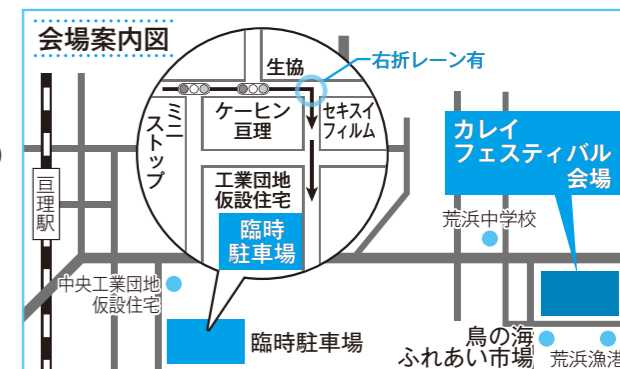 会場案内図
生協
右折レーン有
ミニ
ストップ
ケーヒン
亘理
セキスイ
フィルム
工業団地
仮設住宅
臨時
駐車場
カレイ
フェスティバル
会場
亘理駅
荒浜中学校
中央工業団地
仮設住宅
臨時駐車場
鳥の海
ふれあい市場
荒浜漁港